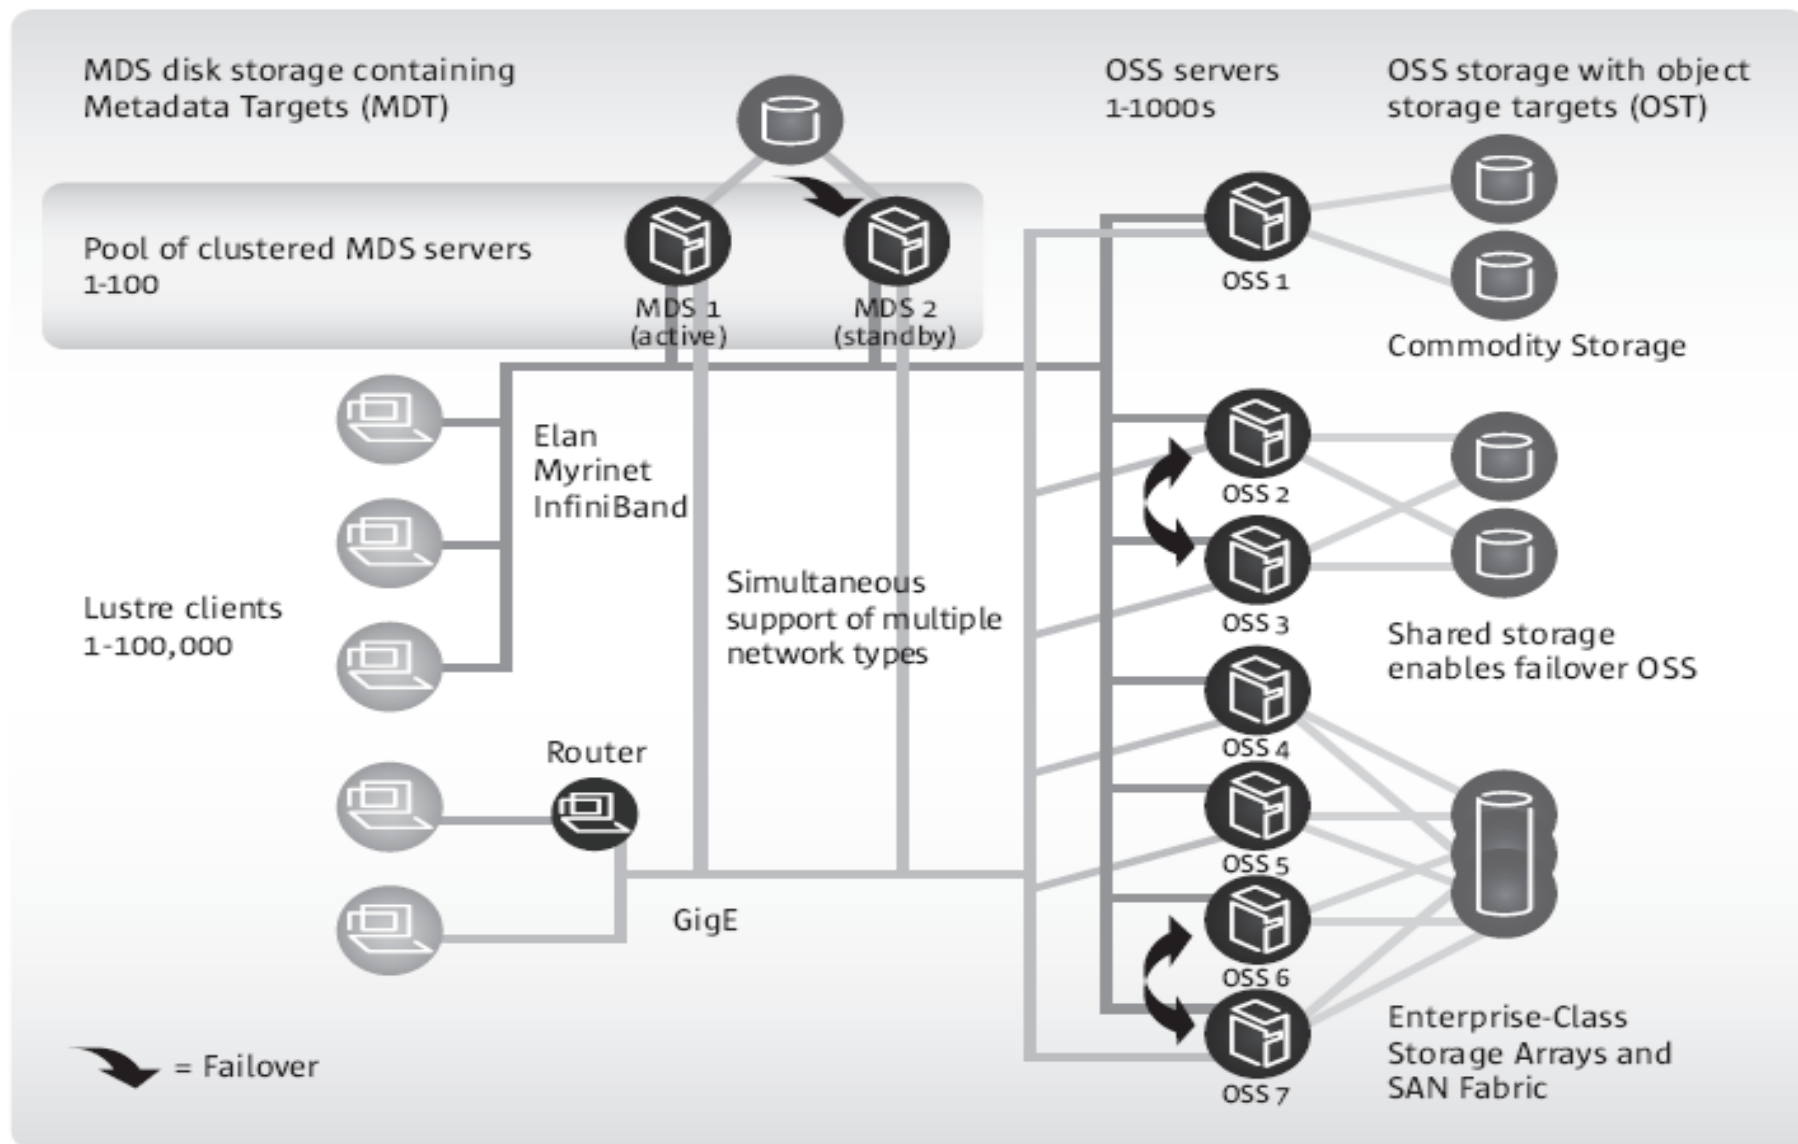 MDS disk storage containing
Metadata Targets (MDT)
OSS servers
1-1000s
OSS storage with object
storage targets (OST)
Pool of clustered MDS servers
1-100
MDS 1
(active)
MDS 2
(standby)
OSS 1
Commodity Storage
Elan
Myrinet
InfiniBand
OSS 2
Lustre clients
1-100,000
Simultaneous
support of multiple
network types
OSS 3
Shared storage
enables failover OSS
Router
OSS 4
OSS 5
GigE
OSS 6
Enterprise-Class
Storage Arrays and
SAN Fabric
OSS 7
= Failover